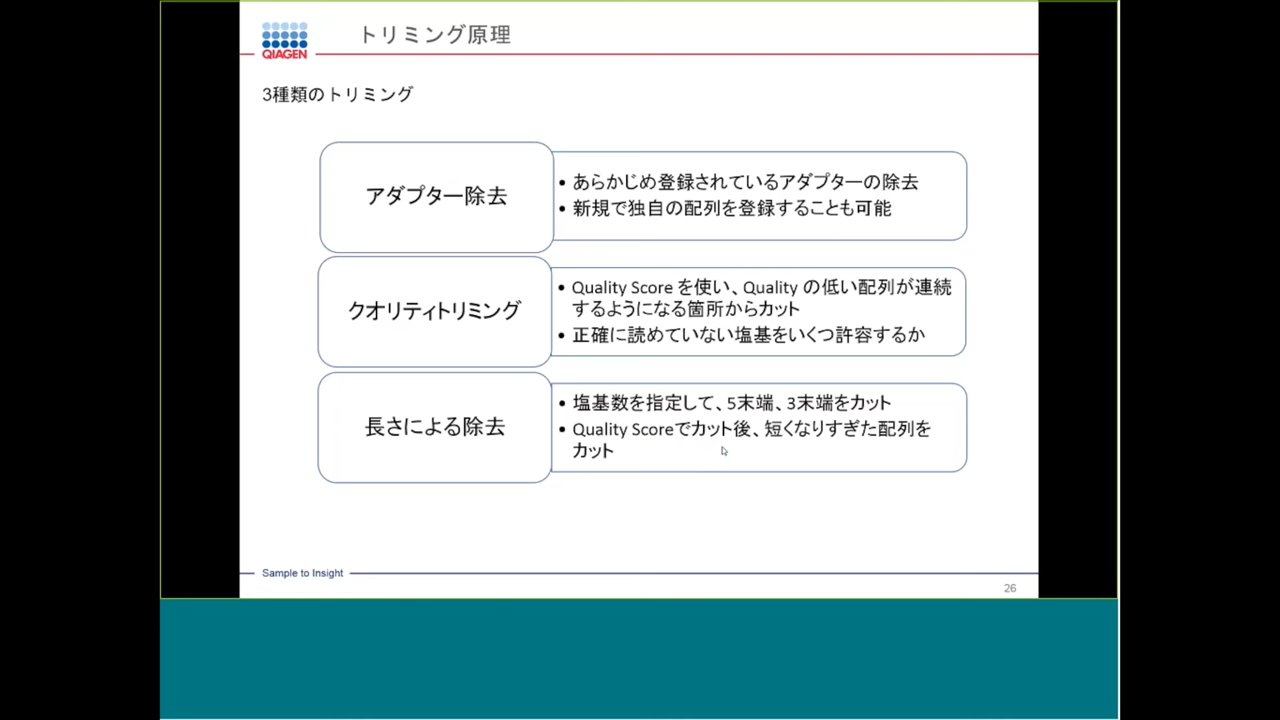 QIAGEN
トリミング原理
3種類のトリミング
アダプター除去
• あらかじめ登録されているアダプターの除去
• 新規で独自の配列を登録することも可能
クオリティトリミング
• Quality Score を使い、Quality の低い配列が連続
するようになる箇所からカット
• 正確に読めていない塩基をいくつ許容するか
長さによる除去
• 塩基数を指定して、5末端、3末端をカット
• Quality Scoreでカット後、短くなりすぎた配列を
カット
Sample to Insight
26